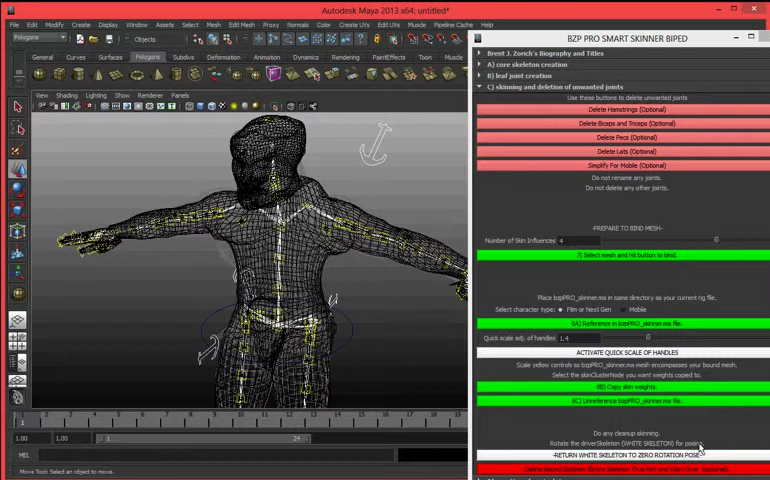 Autodesk Maya 2013 x64: untitled*
File Edit Modify Create Display Window Assets Select Mesh Edit Mesh Proxy Normals Color Create UVs Edit UVs Muscle Pipeline Cache Help
Polygons
Objects
General Curves Surfaces Polygons Subdivs Deformation Animation Dynamics Rendering PaintEffects Toon Muscle
View Shading Lighting Show Renderer Panels
1 2 3 4 5 6 7 8 9 10 11 12 13 14 15 16
1
1.00 1.00 1 24
MEL
Move Tool: Select an object to move.
BZP PRO SMART SKINNER BIPED
Brent J. Zorich's Biography and Titles
A) core skeleton creation
B) leaf joint creation
C) skinning and deletion of unwanted joints
Use these buttons to delete unwanted joints
Delete Hamstrings (Optional)
Delete Biceps and Triceps (Optional)
Delete Pecs (Optional)
Delete Lats (Optional)
Simplify For Mobile (Optional)
Do not rename any joints.
Do not delete any other joints.
-PREPARE TO BIND MESH-
Number of Skin Influences 4
7) Select mesh and hit button to bind.
Place bzpPRO_skinner.ma in same directory as your current rig file.
Select character type: Film or Next Gen Mobile
8A) Reference in bzpPRO_skinner.ma file.
Quick scale adj. of handles 1.4
ACTIVATE QUICK SCALE OF HANDLES
Scale yellow controls so bzpPRO_skinner.ma mesh encompasses your bound mesh.
Select the skinClusterNode you want weights copied to.
8B) Copy skin weights.
8C) Unreference bzpPRO_skinner.ma file.
Do any cleanup skinning.
Rotate the driverSkeleton (WHITE SKELETON) for posing.
-RETURN WHITE SKELETON TO ZERO ROTATION POSE